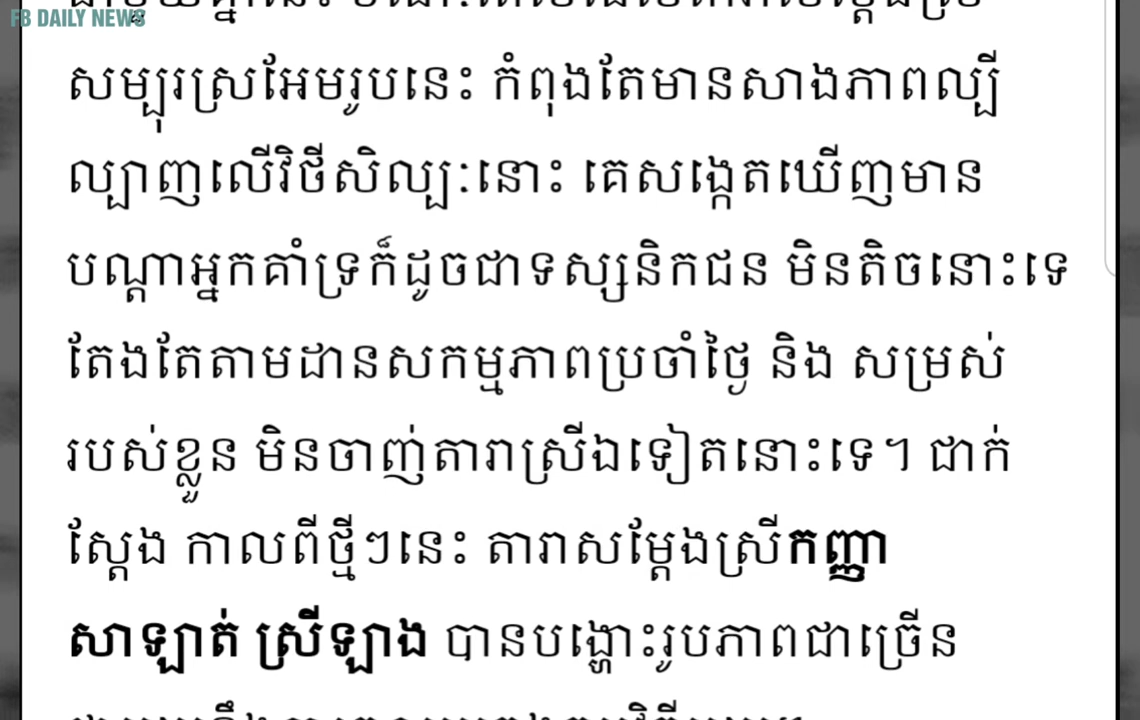 FB DAILY NEWS
សម្បុរស្រអែមរូបនេះ កំពុងតែមានសាងភាពល្បី
ល្បាញលើវិថីសិល្បៈនោះ គេសង្កេតឃើញមាន
បណ្ដាអ្នកគាំទ្រក៏ដូចជាទស្សនិកជន មិនតិចនោះទេ
តែងតែតាមដានសកម្មភាពប្រចាំថ្ងៃ និង សម្រស់
របស់ខ្លួន មិនចាញ់តារាស្រីឯទៀតនោះទេ។ ជាក់
ស្ដែង កាលពីថ្មីៗនេះ តារាសម្ដែងស្រីកញ្ញា
សាឡាត់ ស្រីឡាង បានបង្ហោះរូបភាពជាច្រើន